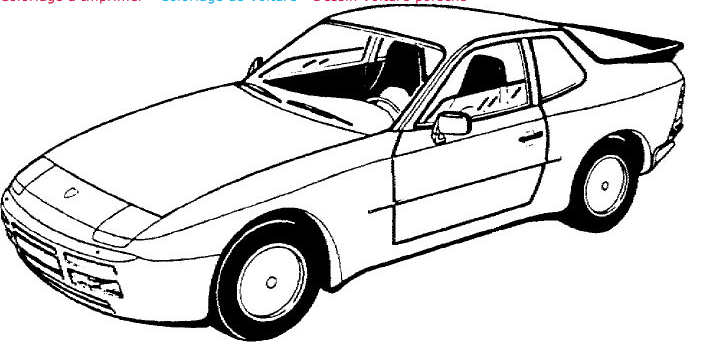 Coloriage à imprimer - Coloriage de voiture - Dessin voiture porsche